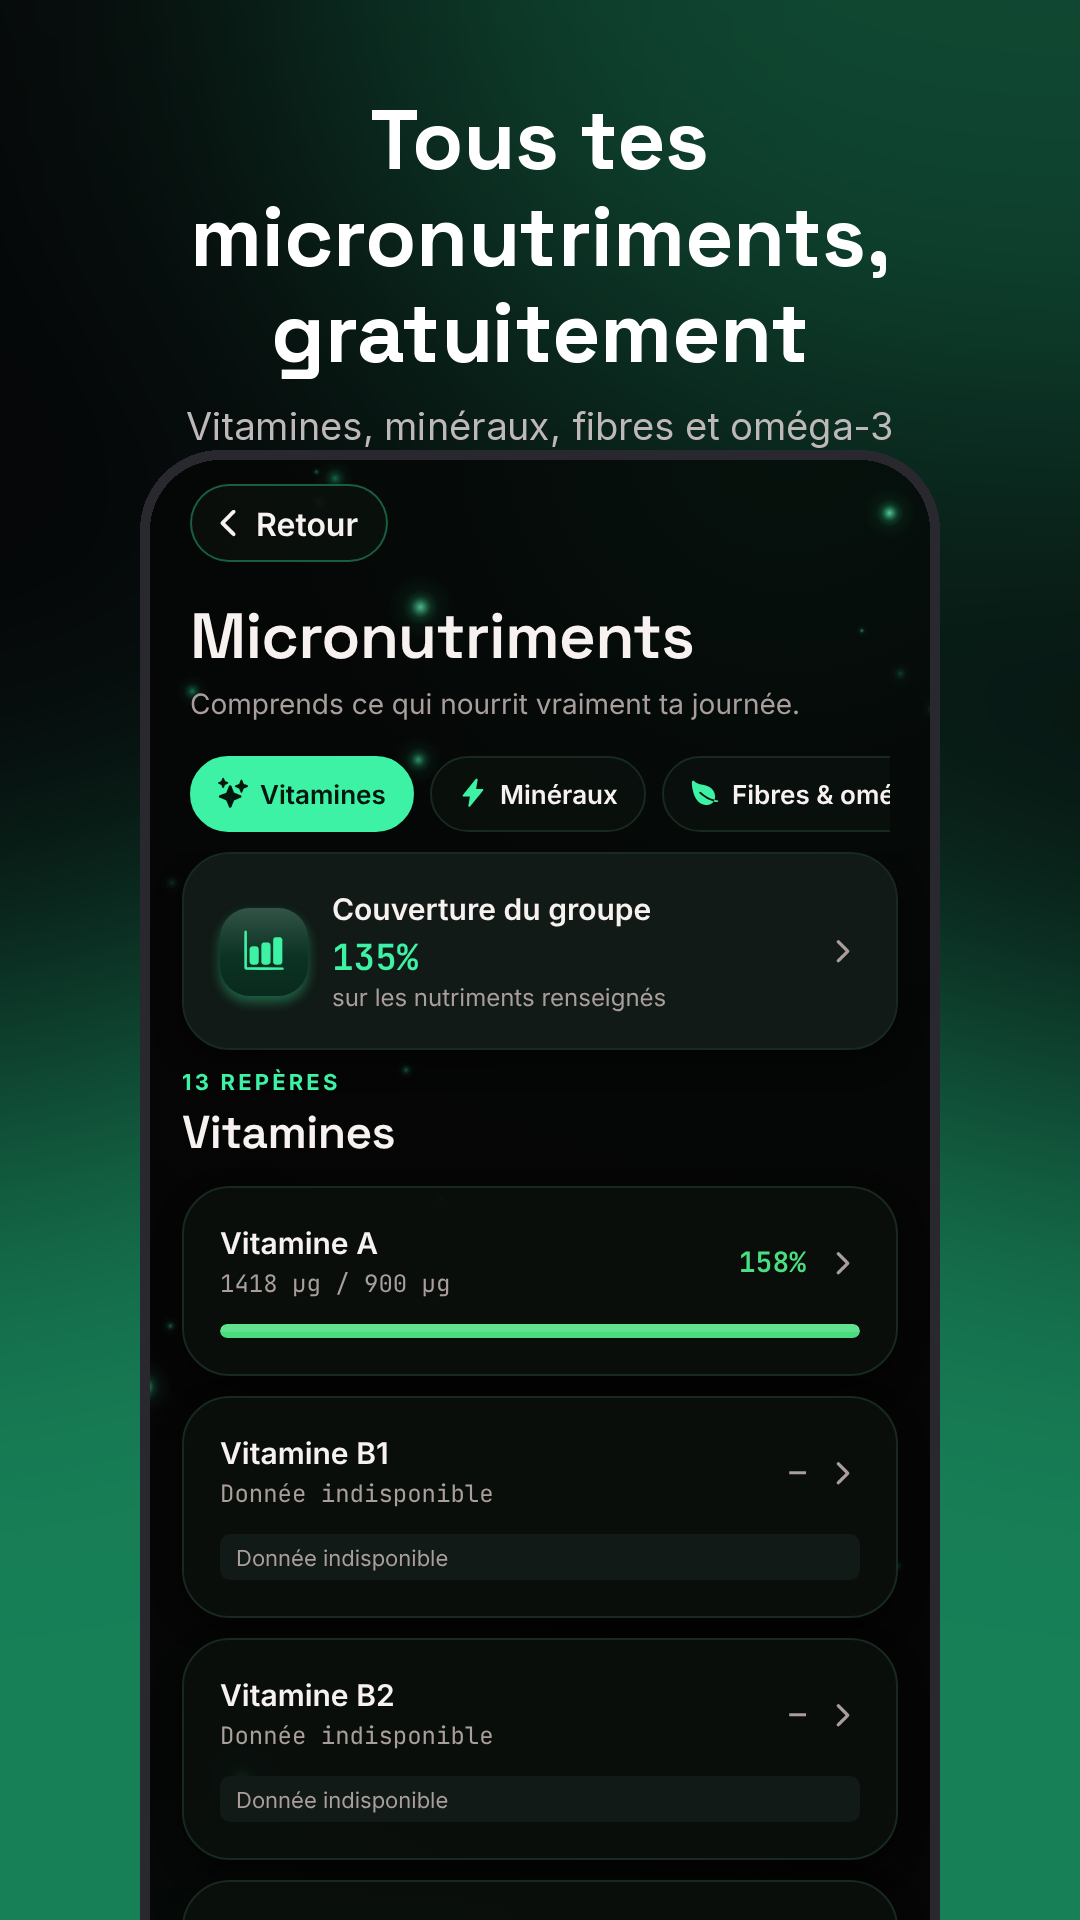 Tous tes
micronutriments,
gratuitement
Vitamines, minéraux, fibres et oméga-3
Retour
Micronutriments
Comprends ce qui nourrit vraiment ta journée.
Vitamines
Minéraux
Fibres & omé
Couverture du groupe
135%
sur les nutriments renseignés
13 REPÈRES
Vitamines
Vitamine A
158%
1418 µg / 900 µg
Vitamine B1
–
Donnée indisponible
Donnée indisponible
Vitamine B2
–
Donnée indisponible
Donnée indisponible